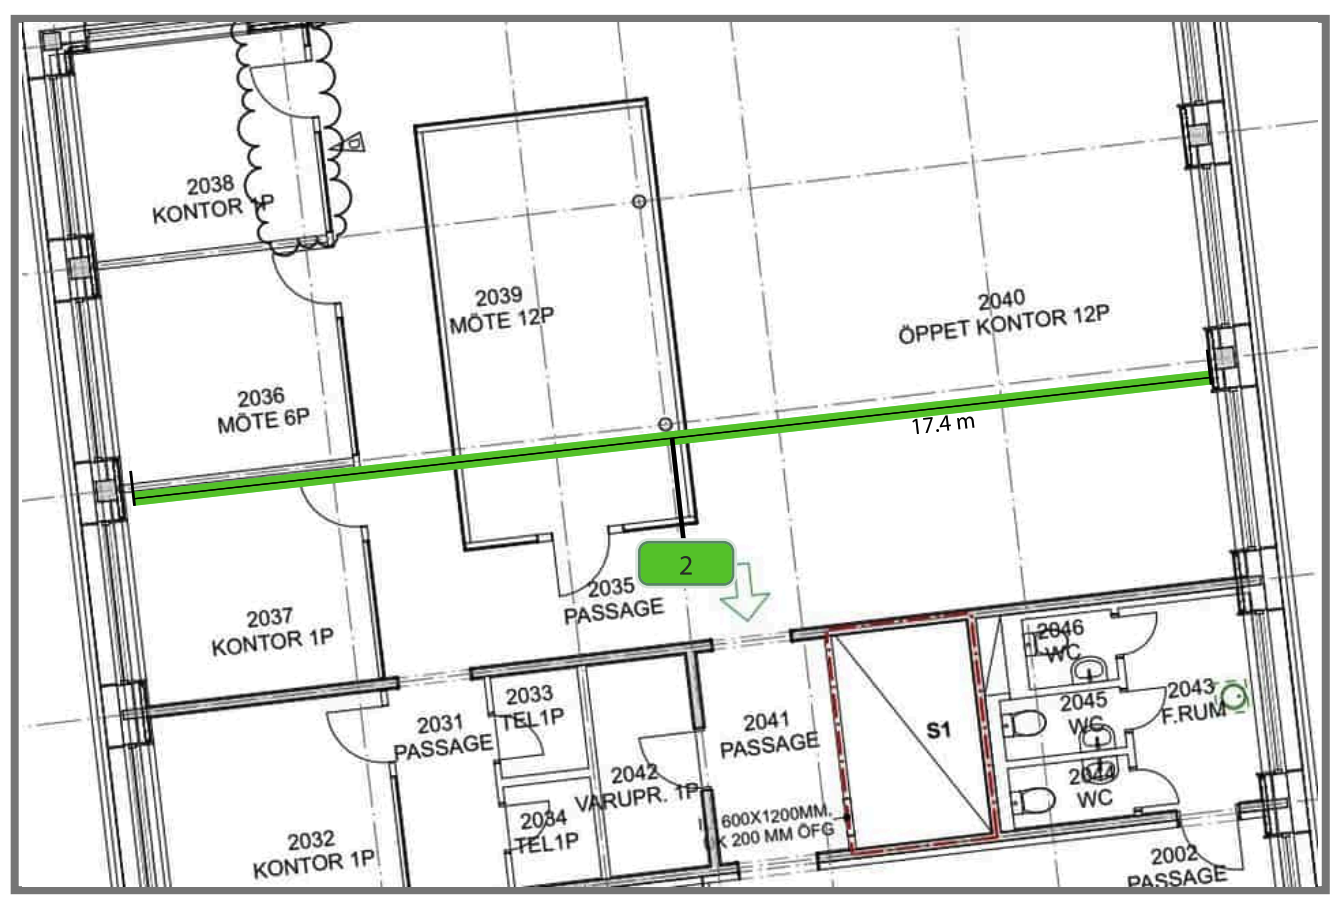 2038
KONTOR 1P
2039
MÖTE 12P
2040
ÖPPET KONTOR 12P
2036
MÖTE 6P
17.4 m
2
2035
PASSAGE
2037
KONTOR 1P
2046
WC
2033
TEL1P
2031
PASSAGE
2041
PASSAGE
S1
2045
WC
2043
F.RUM
2042
VARUPR. 1P
2044
WC
2034
TEL1P
600X1200MM.
200 MM ÖFG
2032
KONTOR 1P
2002
PASSAGE